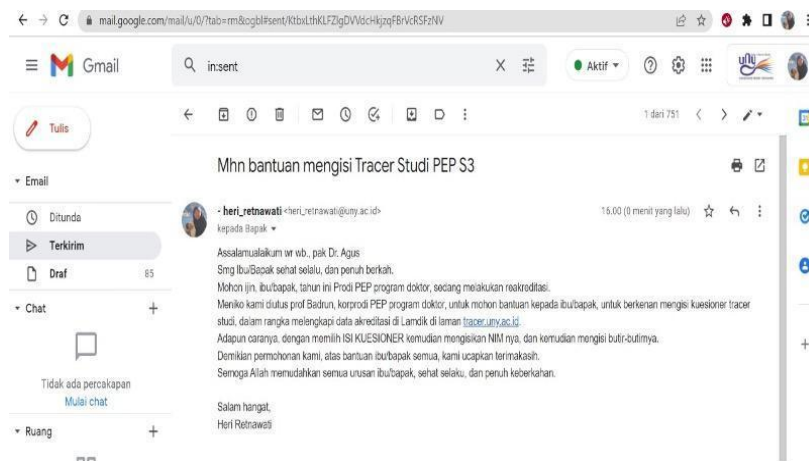 mail.google.com/mail/u/0/?tab=rm&ogbl#sent/KtbxLthKLFZlgDVVdcHkjzqFBrVcRSFzNV
Gmail
in:sent
Aktif
uny
Tulis
1 dari 751
Email
Mhn bantuan mengisi Tracer Studi PEP S3
Ditunda
Terkirim
Draf 85
Chat
Tidak ada percakapan
Mulai chat
Ruang
- heri_retnawati <heri_retnawati@uny.ac.id>
16.00 (0 menit yang lalu)
kepada Bapak
Assalamualaikum wr wb., pak Dr. Agus
Smg Ibu/Bapak sehat selalu, dan penuh berkah.
Mohon ijin, ibu/bapak, tahun ini Prodi PEP program doktor, sedang melakukan reakreditasi.
Meniko kami diutus prof Badrun, korprodi PEP program doktor, untuk mohon bantuan kepada ibu/bapak, untuk berkenan mengisi kuesioner tracer
studi, dalam rangka melengkapi data akreditasi di Lamdik di laman tracer.uny.ac.id.
Adapun caranya, dengan memilih ISI KUESIONER kemudian mengisikan NIM nya, dan kemudian mengisi butir-butirnya.
Demikian permohonan kami, atas bantuan ibu/bapak semua, kami ucapkan terimakasih.
Semoga Allah memudahkan semua urusan ibu/bapak, sehat selaku, dan penuh keberkahan.
Salam hangat,
Heri Retnawati